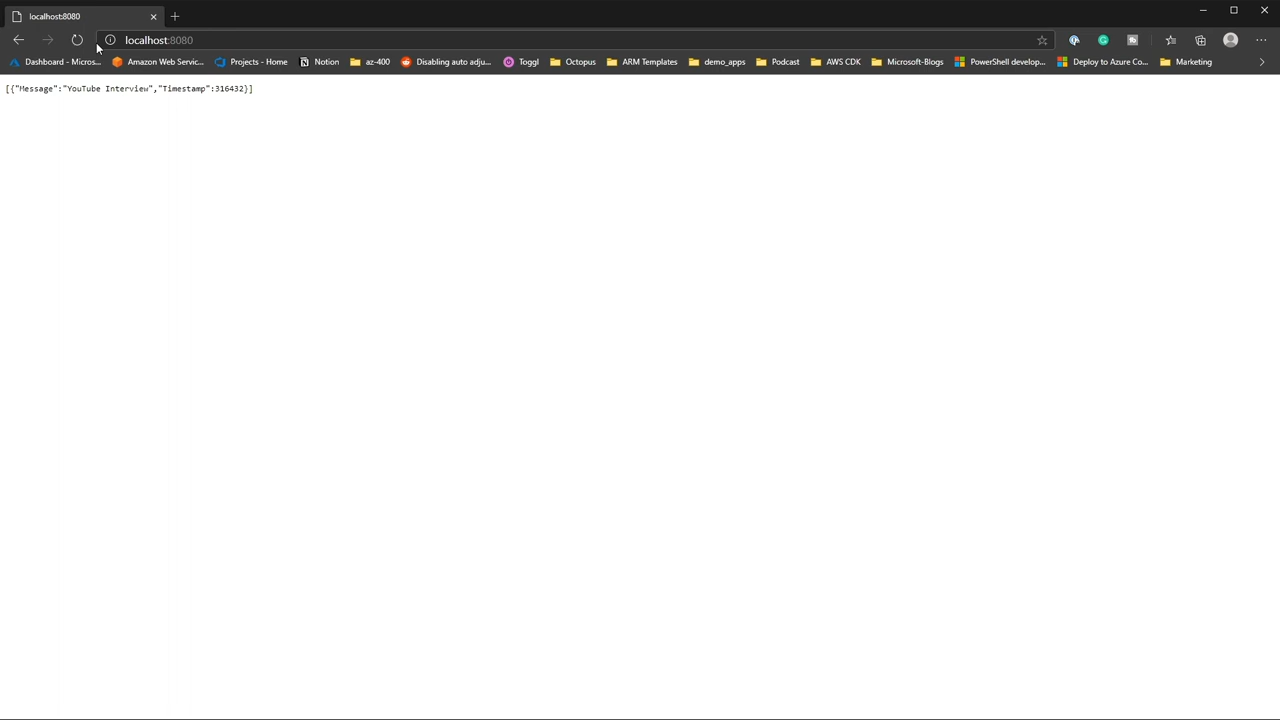 localhost:8080
localhost:8080
Dashboard - Micros... Amazon Web Servic... Projects - Home Notion az-400 Disabling auto adju... Toggl Octopus ARM Templates demo_apps Podcast AWS CDK Microsoft-Blogs PowerShell develop... Deploy to Azure Co... Marketing
[{"Message":"YouTube Interview","Timestamp":316432}]